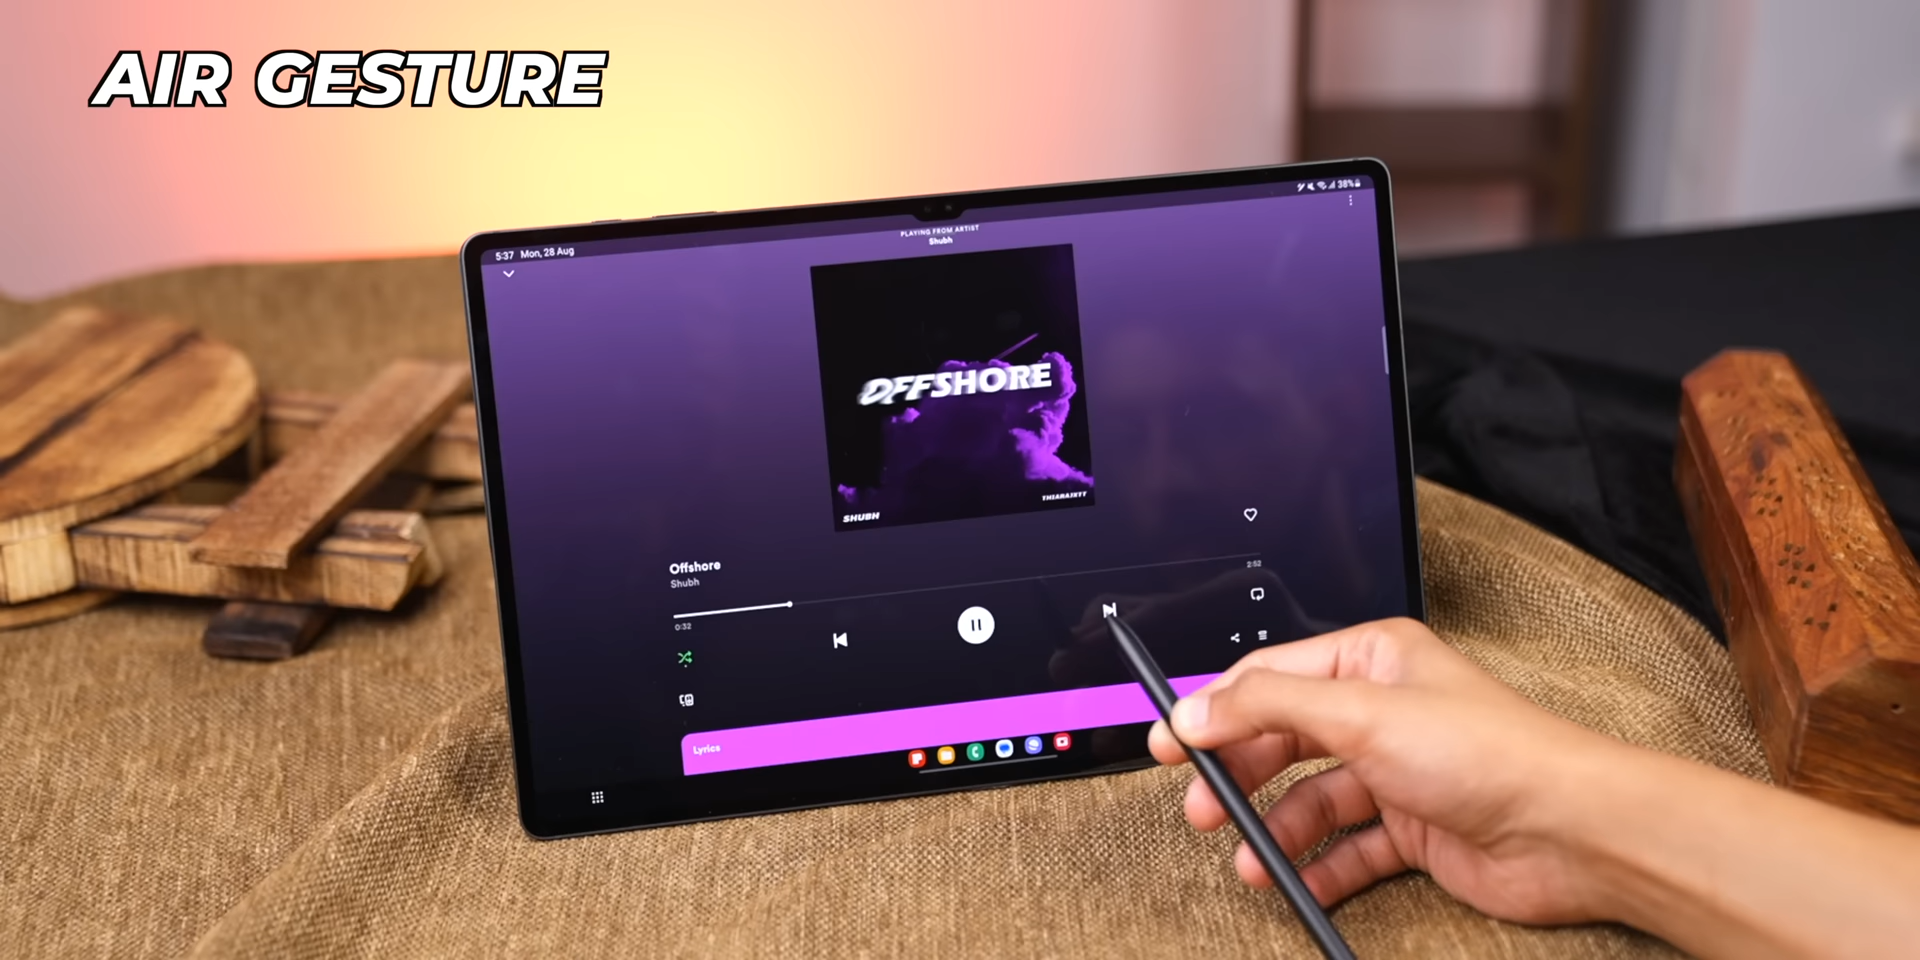 AIR GESTURE
38%
5:37 Mon, 28 Aug
PLAYING FROM ARTIST
Shubh
OFFSHORE
SHUBH
Offshore
Shubh
0:32
2:52
Lyrics